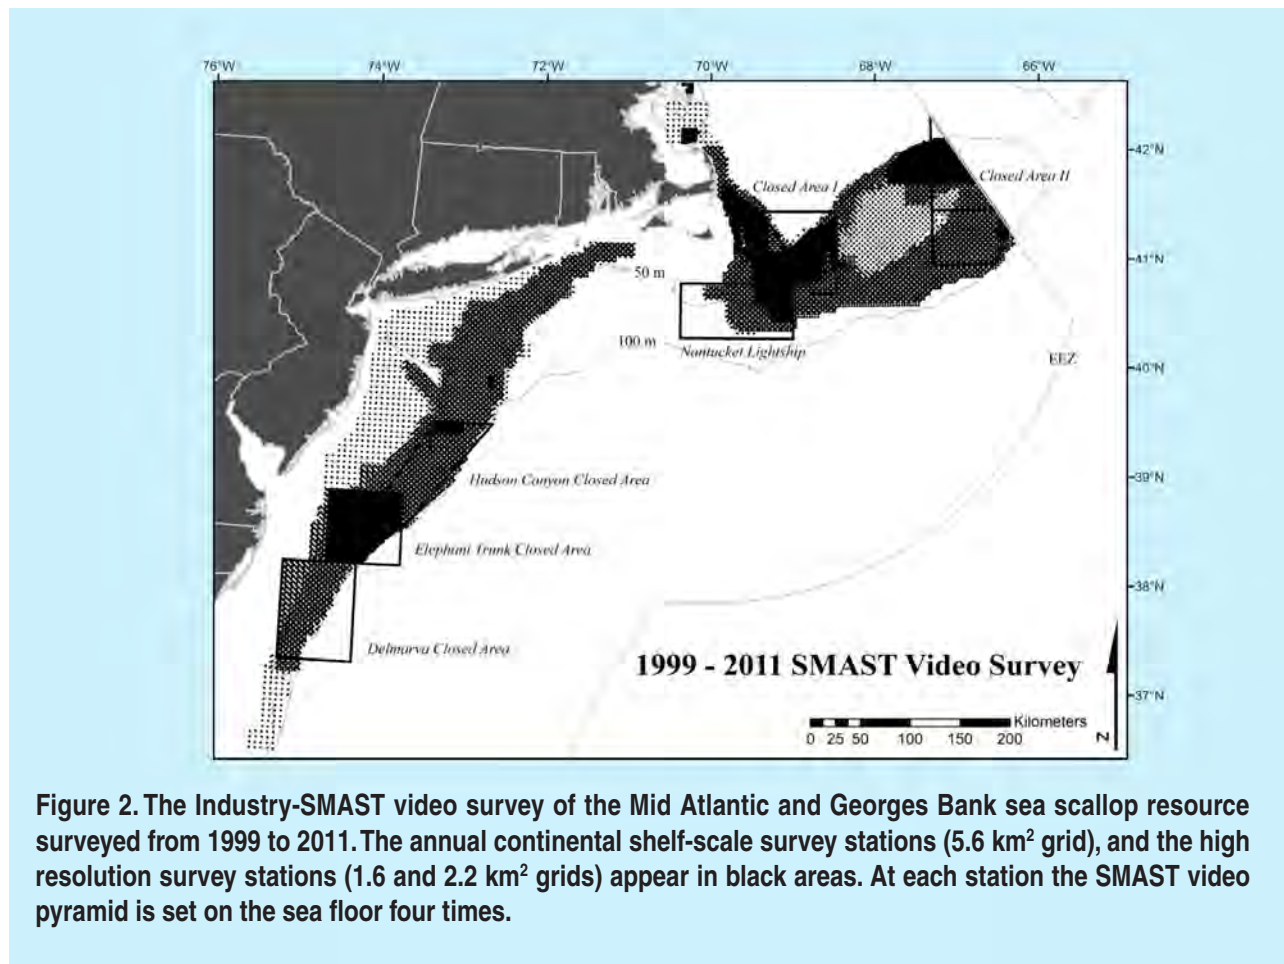 76°W 74°W 72°W 70°W 68°W 66°W
42°N
Closed Area I
Closed Area II
41°N
50 m
100 m
Nantucket Lightship
EEZ
40°N
Hudson Canyon Closed Area
39°N
Elephant Trunk Closed Area
38°N
Delmarva Closed Area
1999 - 2011 SMAST Video Survey
37°N
Kilometers
0 25 50 100 150 200
N
Figure 2. The Industry-SMAST video survey of the Mid Atlantic and Georges Bank sea scallop resource
surveyed from 1999 to 2011. The annual continental shelf-scale survey stations (5.6 km² grid), and the high
resolution survey stations (1.6 and 2.2 km² grids) appear in black areas. At each station the SMAST video
pyramid is set on the sea floor four times.